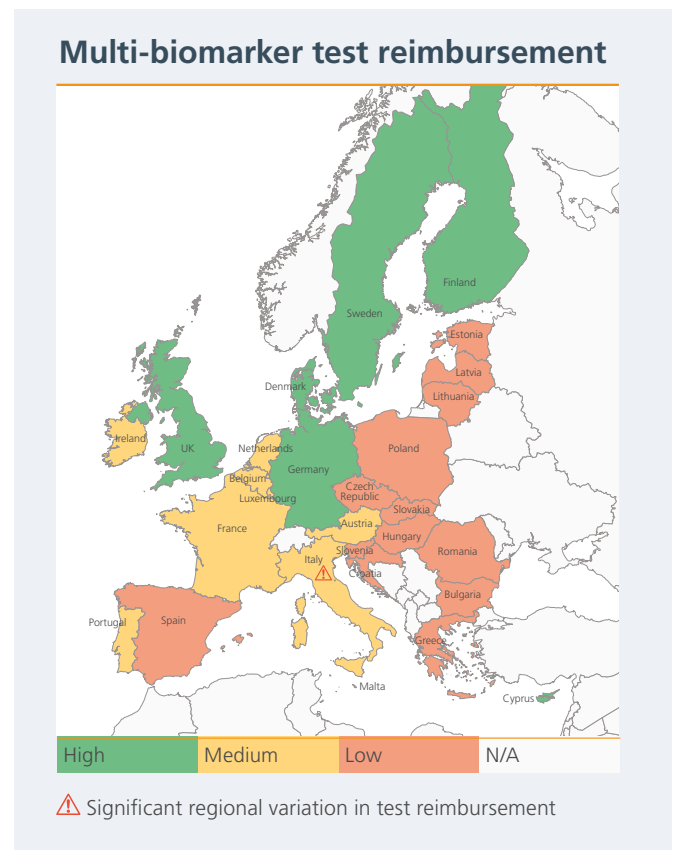 Multi-biomarker test reimbursement
Finland
Sweden
Estonia
Latvia
Denmark
Lithuania
Ireland
UK
Netherlands
Germany
Poland
Belgium
Czech
Republic
Luxembourg
Slovakia
France
Austria
Hungary
Italy
Slovenia
Romania
Croatia
Bulgaria
Portugal
Spain
Greece
Malta
Cyprus
High
Medium
Low
N/A
Significant regional variation in test reimbursement